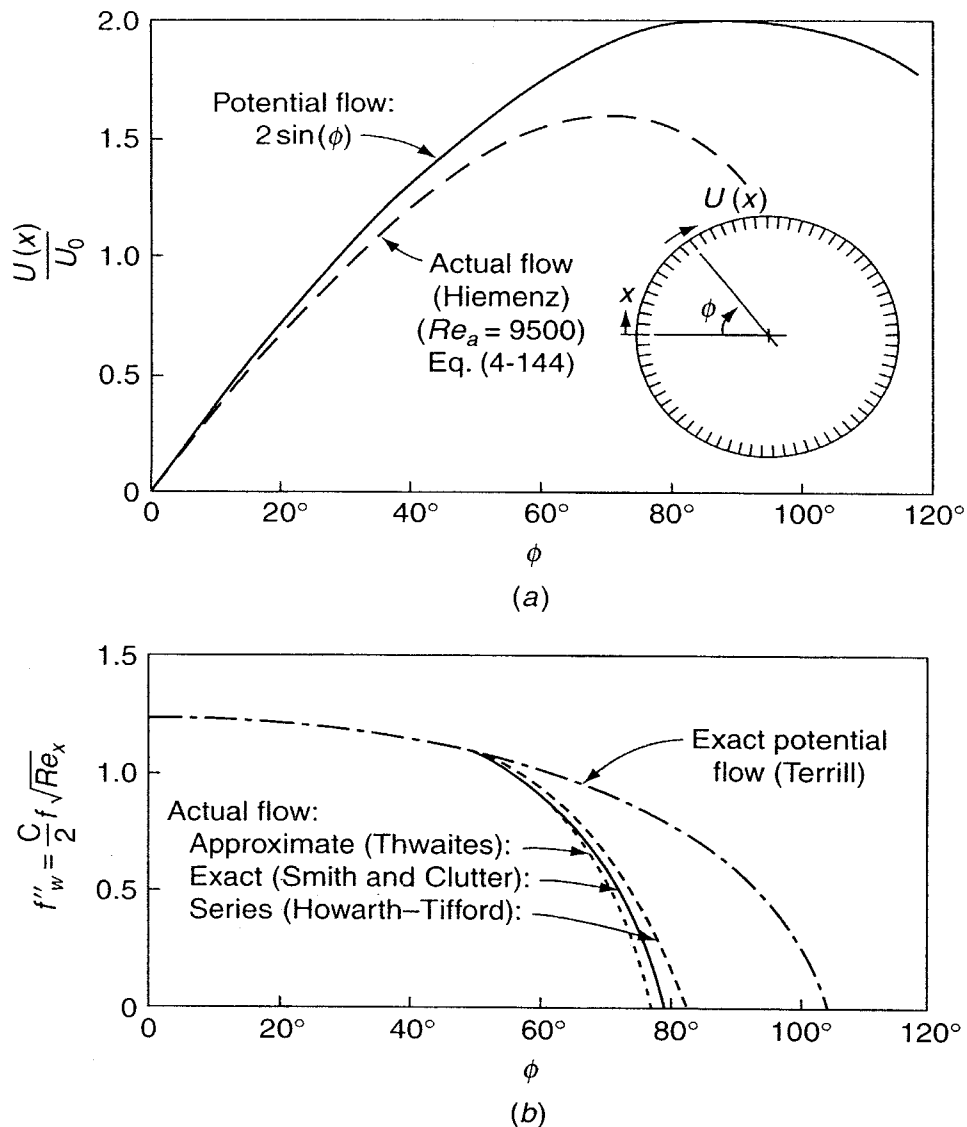 2.0
1.5
1.0
0.5
0
U(x)
U₀
Potential flow:
2 sin(ϕ)
Actual flow
(Hiemenz)
(Re_a = 9500)
Eq. (4-144)
U(x)
x
ϕ
0 20° 40° 60° 80° 100° 120°
ϕ
(a)
1.5
1.0
0.5
0
f″_w = C/2 f √Re_x
Exact potential
flow (Terrill)
Actual flow:
Approximate (Thwaites):
Exact (Smith and Clutter):
Series (Howarth–Tifford):
0 20° 40° 60° 80° 100° 120°
ϕ
(b)